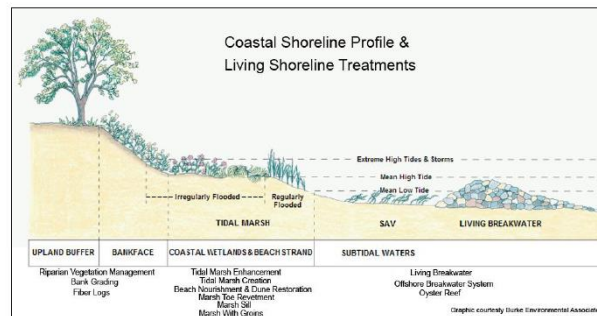 Coastal Shoreline Profile &
Living Shoreline Treatments
Extreme High Tides & Storms
Mean High Tide
Mean Low Tide
Irregularly Flooded
Regularly
Flooded
TIDAL MARSH
SAV
LIVING BREAKWATER
UPLAND BUFFER
BANKFACE
COASTAL WETLANDS & BEACH STRAND
SUBTIDAL WATERS
Riparian Vegetation Management
Bank Grading
Fiber Logs
Tidal Marsh Enhancement
Tidal Marsh Creation
Beach Nourishment & Dune Restoration
Marsh Toe Revetment
Marsh Sill
Marsh With Groins
Living Breakwater
Offshore Breakwater System
Oyster Reef
Graphic courtesty Burke Environmental Associate